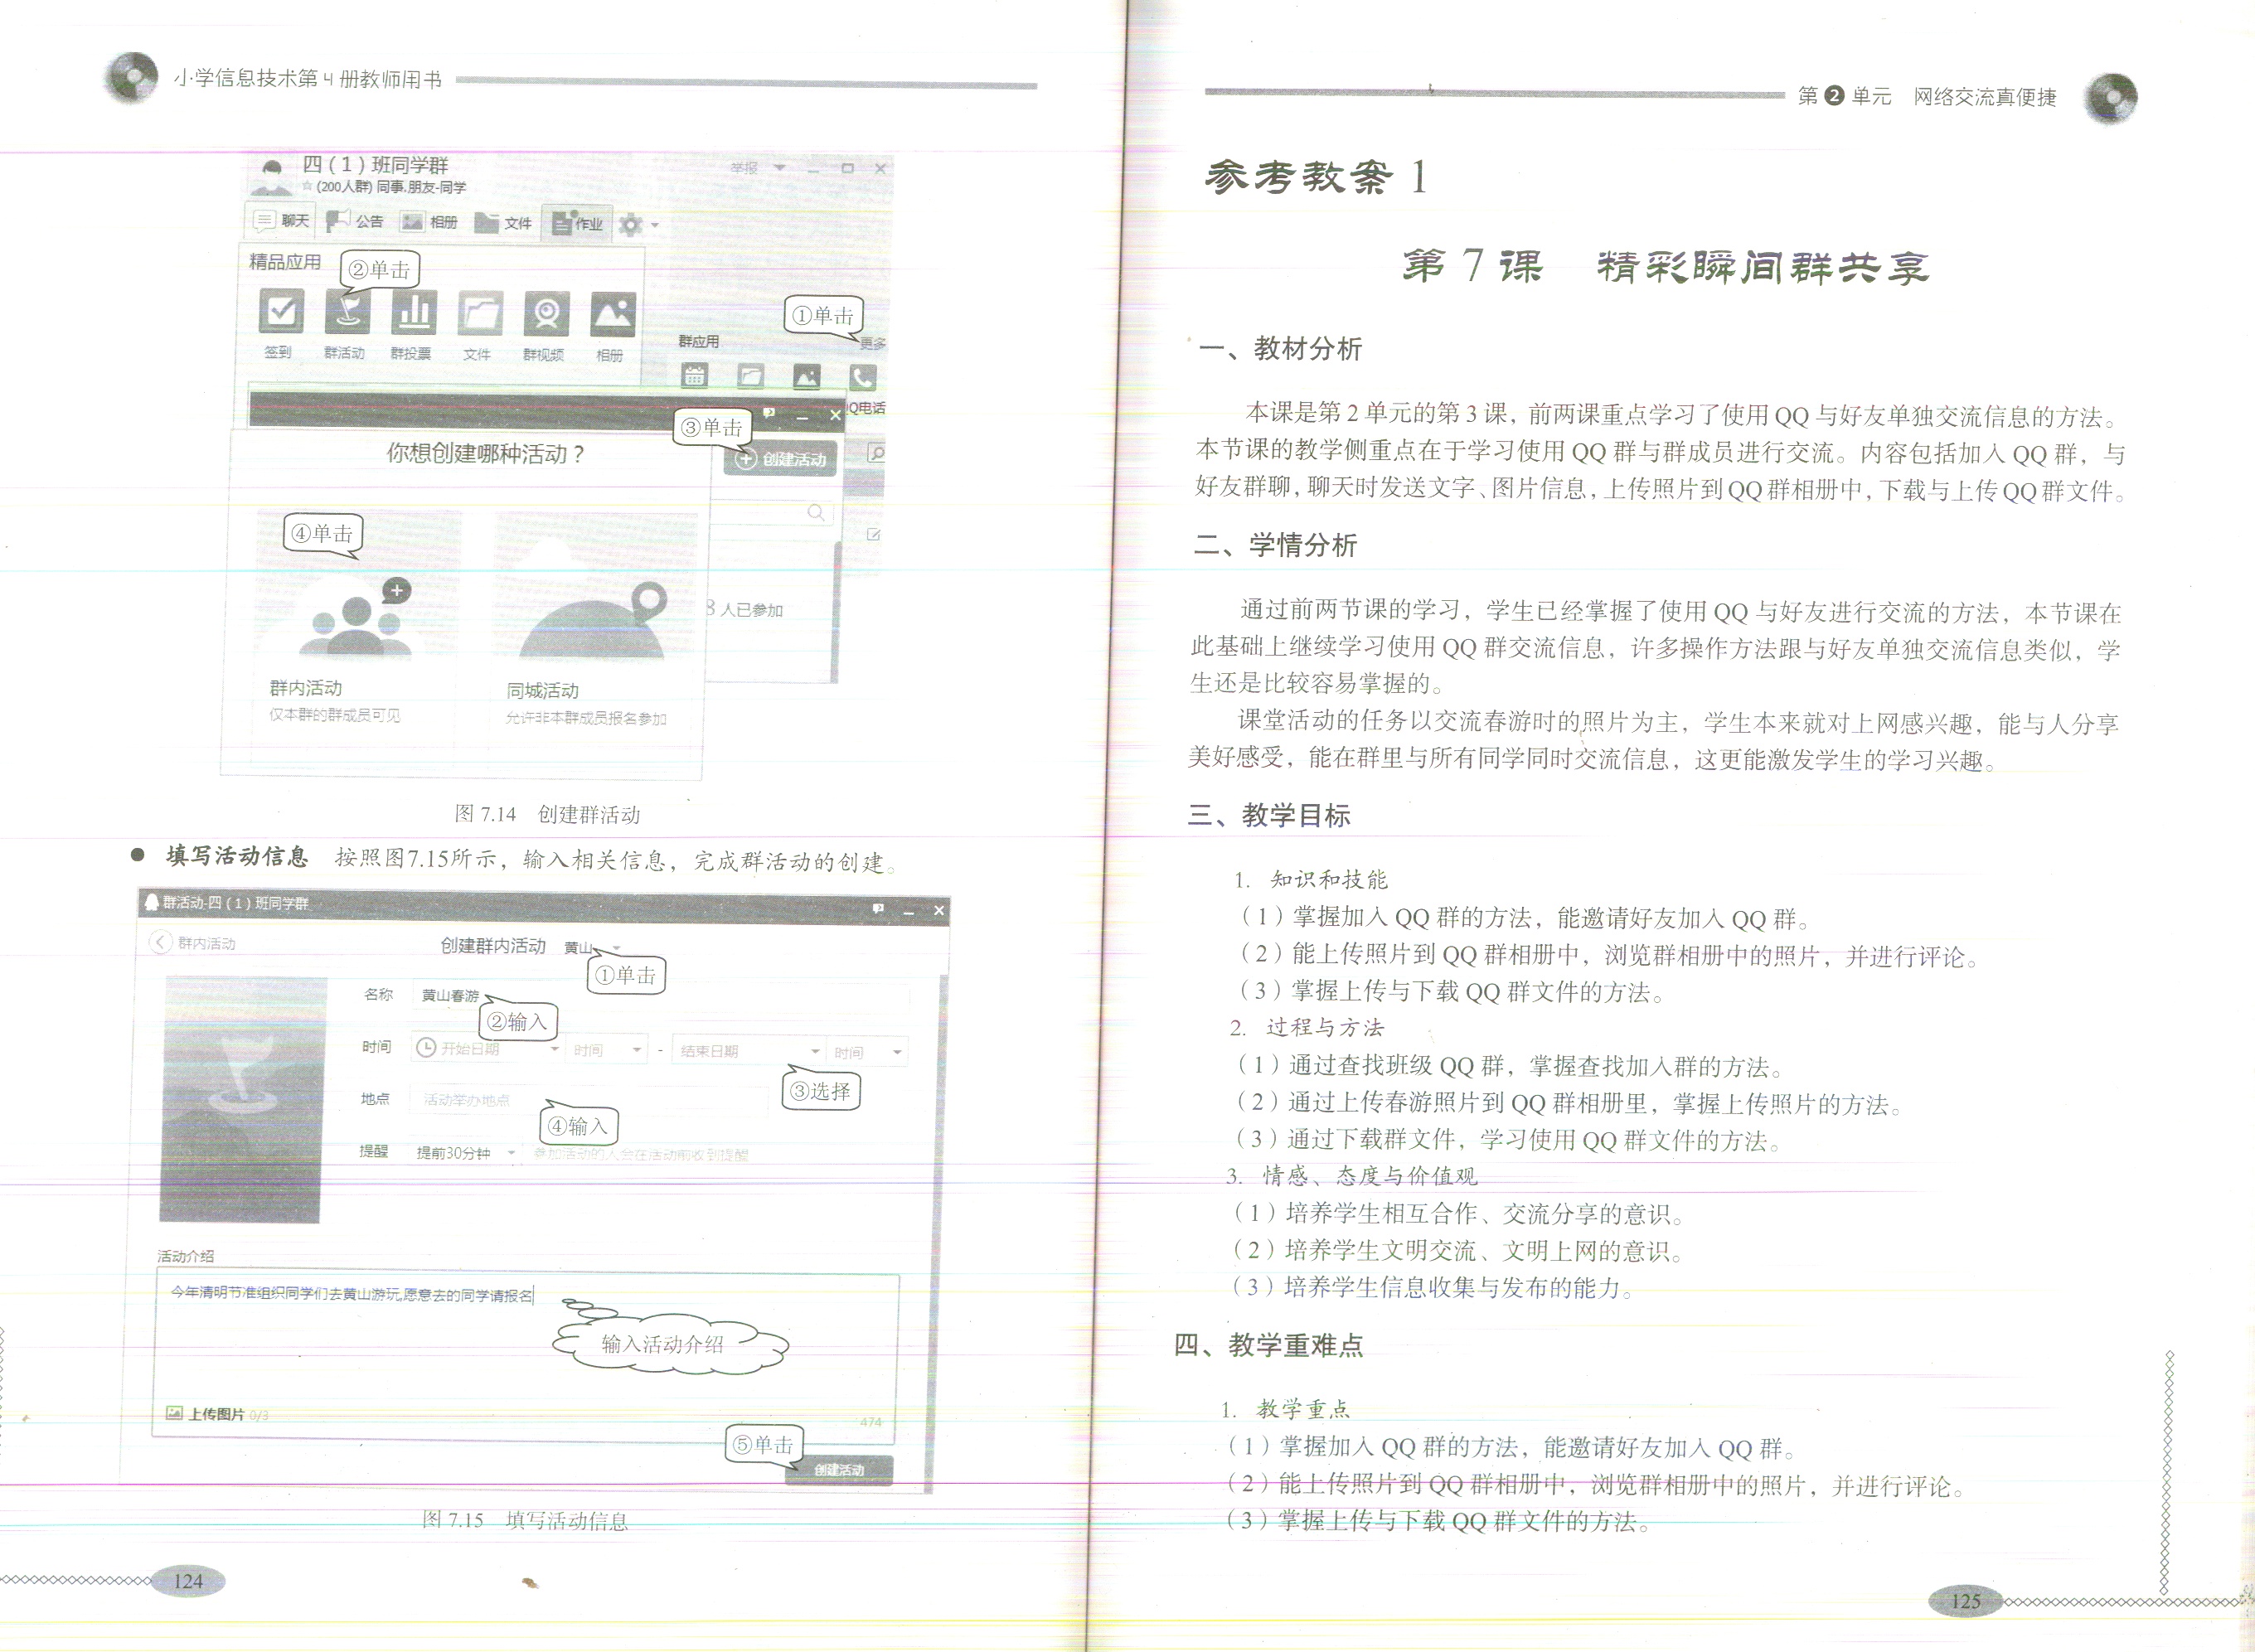 小学信息技术第4册教师用书
四（1）班同学群
(200人群) 同事.朋友-同学
举报
聊天 公告 相册 文件 作业
精品应用
②单击
①单击
签到 群活动 群投票 文件 群视频 相册
群应用 更多
QQ电话
③单击
你想创建哪种活动？
创建活动
④单击
人已参加
群内活动
仅本群的群成员可见
同城活动
允许非本群成员报名参加
图 7.14 创建群活动
● 填写活动信息 按照图7.15所示，输入相关信息，完成群活动的创建。
群活动-四（1）班同学群
群内活动
创建群内活动 黄山
①单击
名称 黄山春游
②输入
时间 开始日期 时间 - 结束日期 时间
③选择
地点 活动举办地点
④输入
提醒 提前30分钟 参加活动的人会在活动前收到提醒
活动介绍
今年清明节准组织同学们去黄山游玩,愿意去的同学请报名
输入活动介绍
上传图片 0/3
474
⑤单击
创建活动
图 7.15 填写活动信息
124
第2单元 网络交流真便捷
参考教案 1
第 7 课 精彩瞬间群共享
一、教材分析
本课是第 2 单元的第 3 课，前两课重点学习了使用 QQ 与好友单独交流信息的方法。
本节课的教学侧重点在于学习使用 QQ 群与群成员进行交流。内容包括加入 QQ 群，与
好友群聊，聊天时发送文字、图片信息，上传照片到 QQ 群相册中，下载与上传 QQ 群文件。
二、学情分析
通过前两节课的学习，学生已经掌握了使用 QQ 与好友进行交流的方法，本节课在
此基础上继续学习使用 QQ 群交流信息，许多操作方法跟与好友单独交流信息类似，学
生还是比较容易掌握的。
课堂活动的任务以交流春游时的照片为主，学生本来就对上网感兴趣，能与人分享
美好感受，能在群里与所有同学同时交流信息，这更能激发学生的学习兴趣。
三、教学目标
1. 知识和技能
（1）掌握加入 QQ 群的方法，能邀请好友加入 QQ 群。
（2）能上传照片到 QQ 群相册中，浏览群相册中的照片，并进行评论。
（3）掌握上传与下载 QQ 群文件的方法。
2. 过程与方法
（1）通过查找班级 QQ 群，掌握查找加入群的方法。
（2）通过上传春游照片到 QQ 群相册里，掌握上传照片的方法。
（3）通过下载群文件，学习使用 QQ 群文件的方法。
3. 情感、态度与价值观
（1）培养学生相互合作、交流分享的意识。
（2）培养学生文明交流、文明上网的意识。
（3）培养学生信息收集与发布的能力。
四、教学重难点
1. 教学重点
（1）掌握加入 QQ 群的方法，能邀请好友加入 QQ 群。
（2）能上传照片到 QQ 群相册中，浏览群相册中的照片，并进行评论。
（3）掌握上传与下载 QQ 群文件的方法。
125